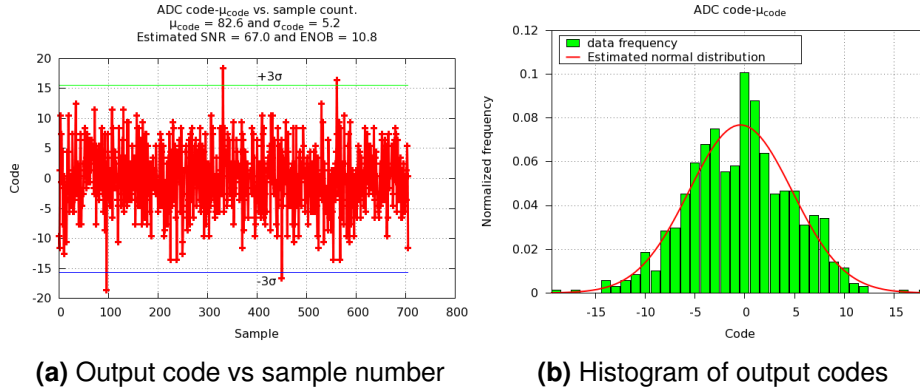 ADC code-μcode vs. sample count.
μcode = 82.6 and σcode = 5.2
Estimated SNR = 67.0 and ENOB = 10.8
20
15
10
5
0
-5
-10
-15
-20
Code
+3σ
-3σ
0 100 200 300 400 500 600 700 800
Sample
(a) Output code vs sample number
ADC code-μcode
0.12
0.1
0.08
0.06
0.04
0.02
0
Normalized frequency
data frequency
Estimated normal distribution
-15 -10 -5 0 5 10 15
Code
(b) Histogram of output codes